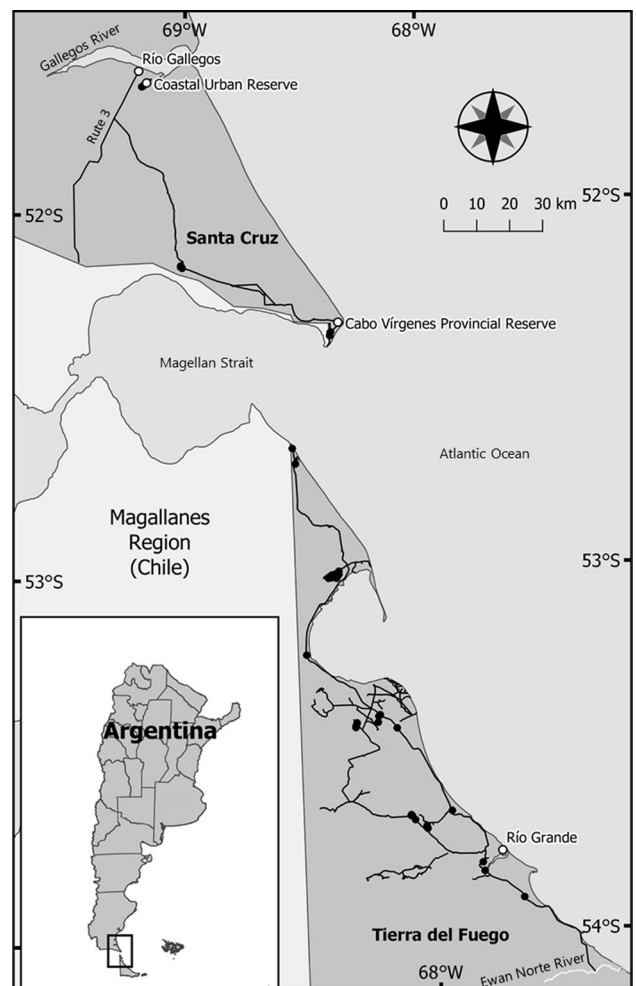 69°W
68°W
Gallegos River
Río Gallegos
Coastal Urban Reserve
Rute 3
52°S
0 10 20 30 km
52°S
Santa Cruz
Cabo Vírgenes Provincial Reserve
Magellan Strait
Atlantic Ocean
Magallanes
Region
(Chile)
53°S
53°S
Argentina
Río Grande
Tierra del Fuego
54°S
68°W
Ewan Norte River